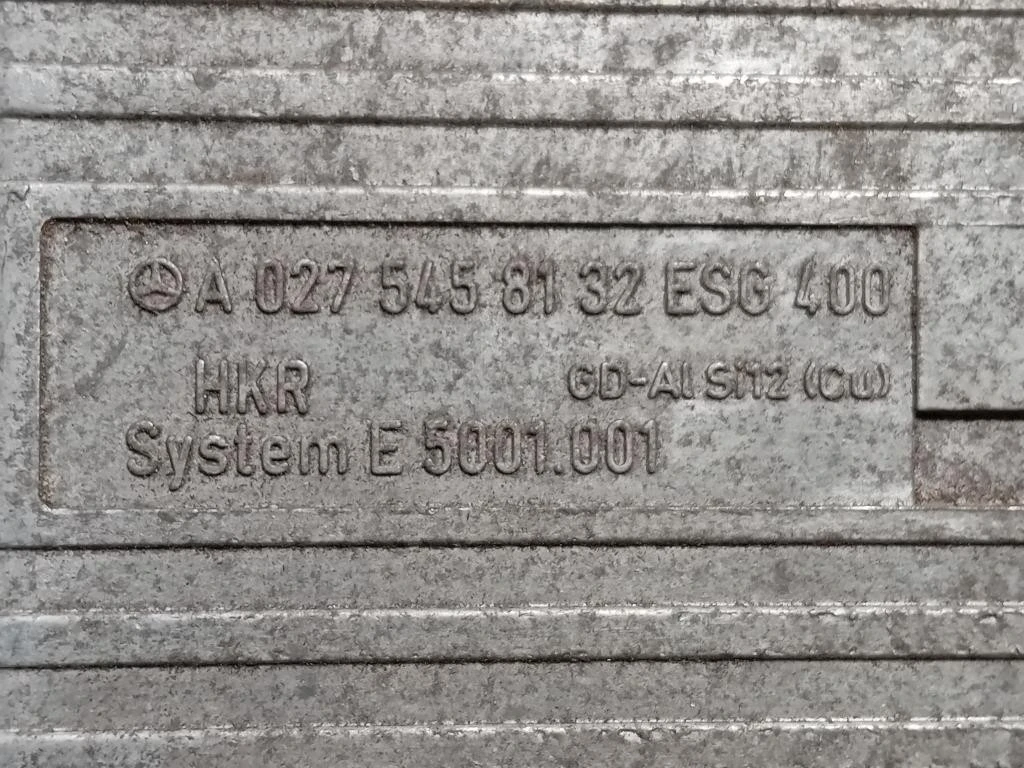 A 027 545 81 32 ESG 400
HKR GD-Al Si12 (Cu)
System E 5001.001